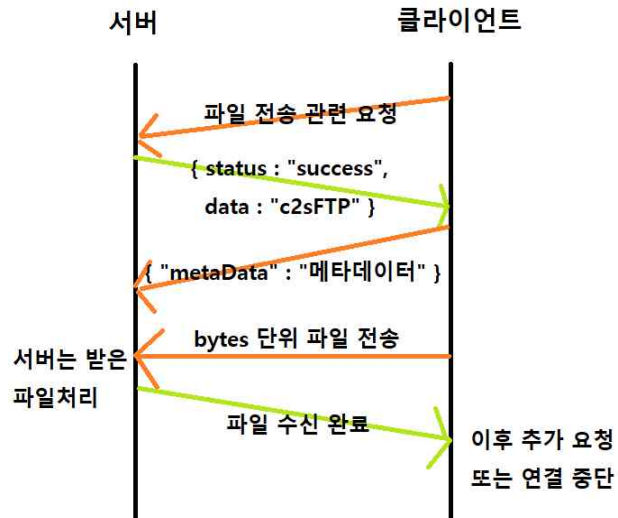 서버
클라이언트
파일 전송 관련 요청
{ status : "success",
data : "c2sFTP" }
{ "metaData" : "메타데이터" }
bytes 단위 파일 전송
서버는 받은
파일처리
파일 수신 완료
이후 추가 요청
또는 연결 중단